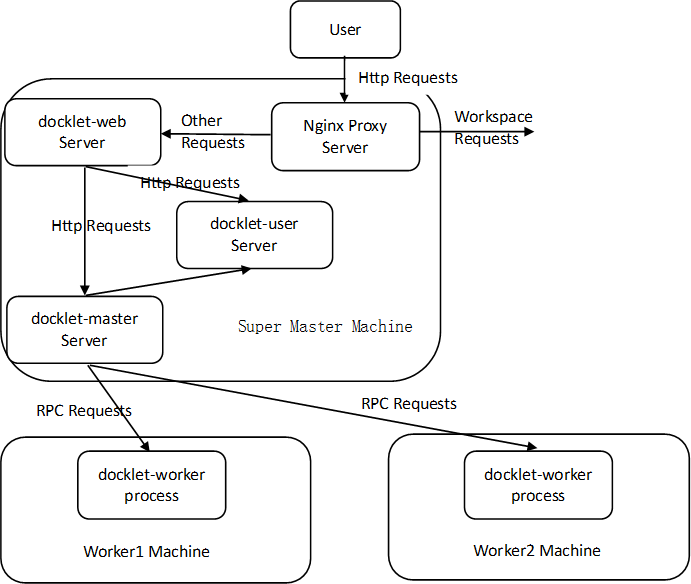 User
Http Requests
docklet-web
Server
Other
Requests
Nginx Proxy
Server
Workspace
Requests
Http Requests
Http Requests
docklet-user
Server
docklet-master
Server
Super Master Machine
RPC Requests
RPC Requests
docklet-worker
process
Worker1 Machine
docklet-worker
process
Worker2 Machine